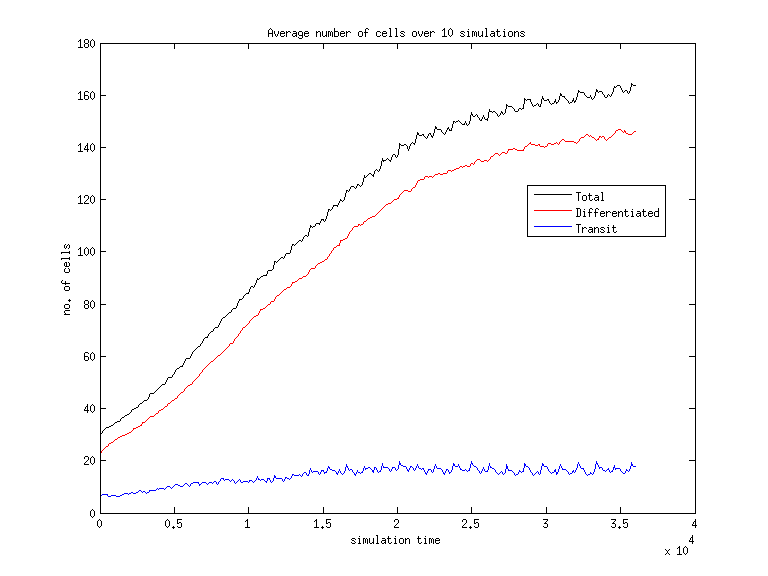 Average number of cells over 10 simulations
180
160
140
120
100
80
60
40
20
0
no. of cells
Total
Differentiated
Transit
0 0.5 1 1.5 2 2.5 3 3.5 4
simulation time
x 10 4